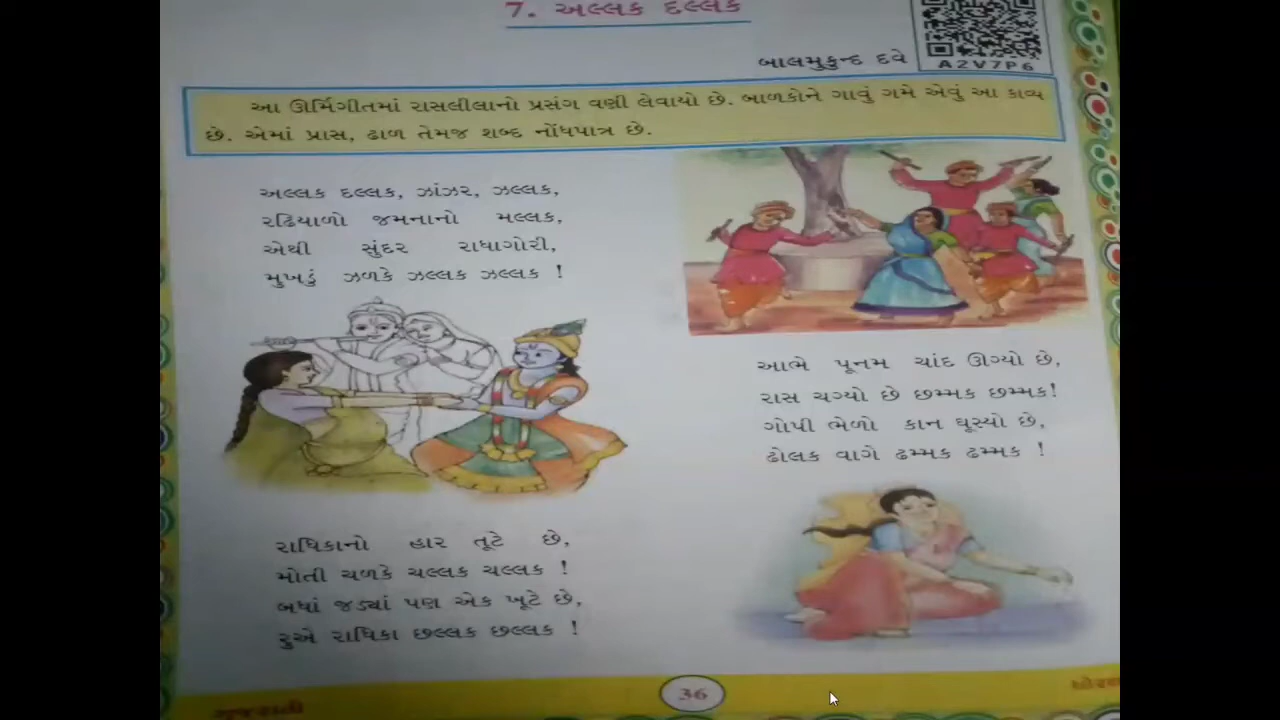 7. અલ્લક દલ્લક
બાલમુકુન્દ દવે
A2V7P6
આ ઊર્મિગીતમાં રાસલીલાનો પ્રસંગ વણી લેવાયો છે. બાળકોને ગાવું ગમે એવું આ કાવ્ય
છે. એમાં પ્રાસ, ઢાળ તેમજ શબ્દ નોંધપાત્ર છે.
અલ્લક દલ્લક, ઝાંઝર, ઝલ્લક,
રઢિયાળો જમનાનો મલ્લક,
એથી સુંદર રાધાગોરી,
મુખડું ઝળકે ઝલ્લક ઝલ્લક !
આભે પૂનમ ચાંદ ઊગ્યો છે,
રાસ ચગ્યો છે છમ્મક છમ્મક!
ગોપી ભેળો કાન ઘૂસ્યો છે,
ઢોલક વાગે ઢમ્મક ઢમ્મક !
રાધિકાનો હાર તૂટે છે,
મોતી ચળકે ચલ્લક ચલ્લક !
બધાં જડ્યાં પણ એક ખૂટે છે,
રુએ રાધિકા છલ્લક છલ્લક !
36
ગુજરાતી